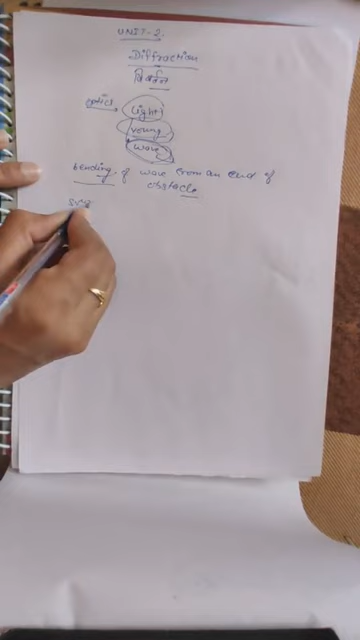 UNIT-2.
Diffraction
विवर्तन
optics light
young
wave
bending of wave from an end of
obstacle